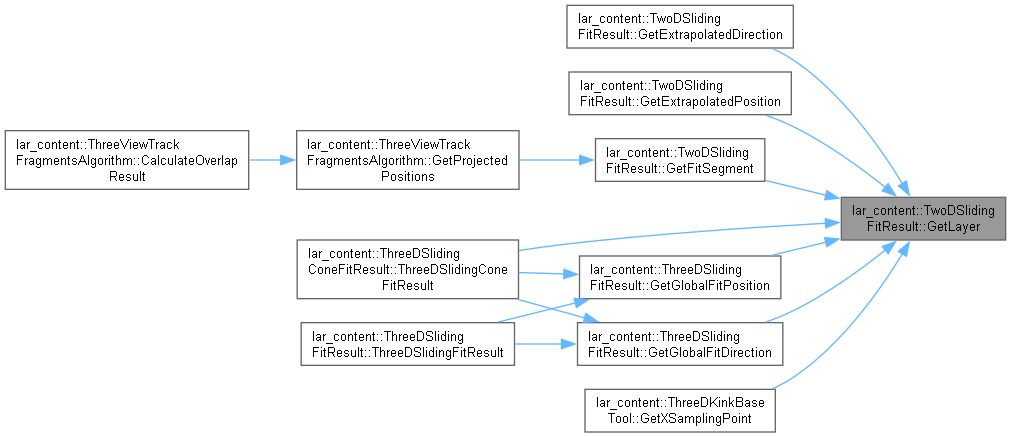 lar_content::TwoDSliding
FitResult::GetExtrapolatedDirection
lar_content::TwoDSliding
FitResult::GetExtrapolatedPosition
lar_content::ThreeViewTrack
FragmentsAlgorithm::CalculateOverlap
Result
lar_content::ThreeViewTrack
FragmentsAlgorithm::GetProjected
Positions
lar_content::TwoDSliding
FitResult::GetFitSegment
lar_content::TwoDSliding
FitResult::GetLayer
lar_content::ThreeDSliding
ConeFitResult::ThreeDSlidingCone
FitResult
lar_content::ThreeDSliding
FitResult::GetGlobalFitPosition
lar_content::ThreeDSliding
FitResult::ThreeDSlidingFitResult
lar_content::ThreeDSliding
FitResult::GetGlobalFitDirection
lar_content::ThreeDKinkBase
Tool::GetXSamplingPoint